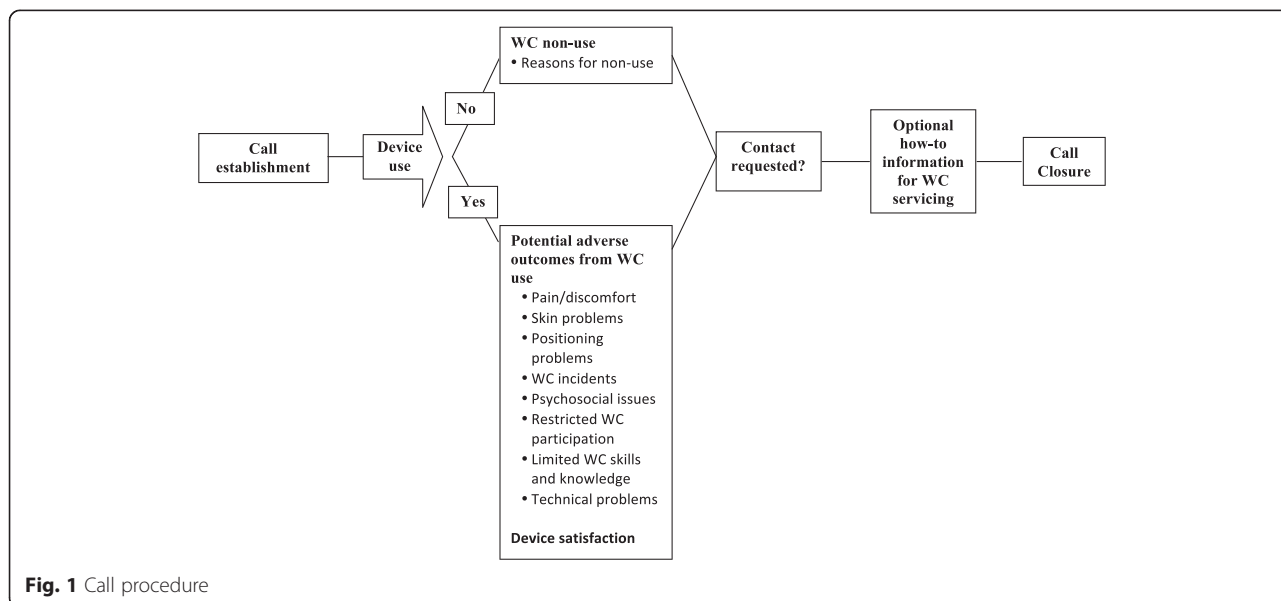 WC non-use
• Reasons for non-use
No
Call
establishment
Device
use
Yes
Potential adverse
outcomes from WC
use
• Pain/discomfort
• Skin problems
• Positioning
problems
• WC incidents
• Psychosocial issues
• Restricted WC
participation
• Limited WC skills
and knowledge
• Technical problems
Device satisfaction
Contact
requested?
Optional
how-to
information
for WC
servicing
Call
Closure
Fig. 1 Call procedure